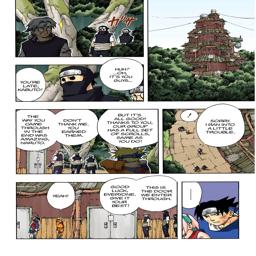 YOU'RE
LATE,
KABUTO!
HUH?
OH,
IT'S YOU
GUYS...
SORRY,
I RAN INTO
A LITTLE
TROUBLE.
BUT IT'S
ALL GOOD!
THANKS TO YOU,
OUR GROUP
HAS A FULL SET
OF SCROLLS,
SAME AS
YOU DO!
DON'T
THANK ME.
YOU
EARNED
THEM.
THE
WAY YOU
CAME
THROUGH
IN THE
END WAS
AMAZING,
NARUTO.
!
THIS IS
THE DOOR
WE ENTER
THROUGH.
GOOD
LUCK,
EVERYONE.
GIVE IT
YOUR
BEST!
YEAH!